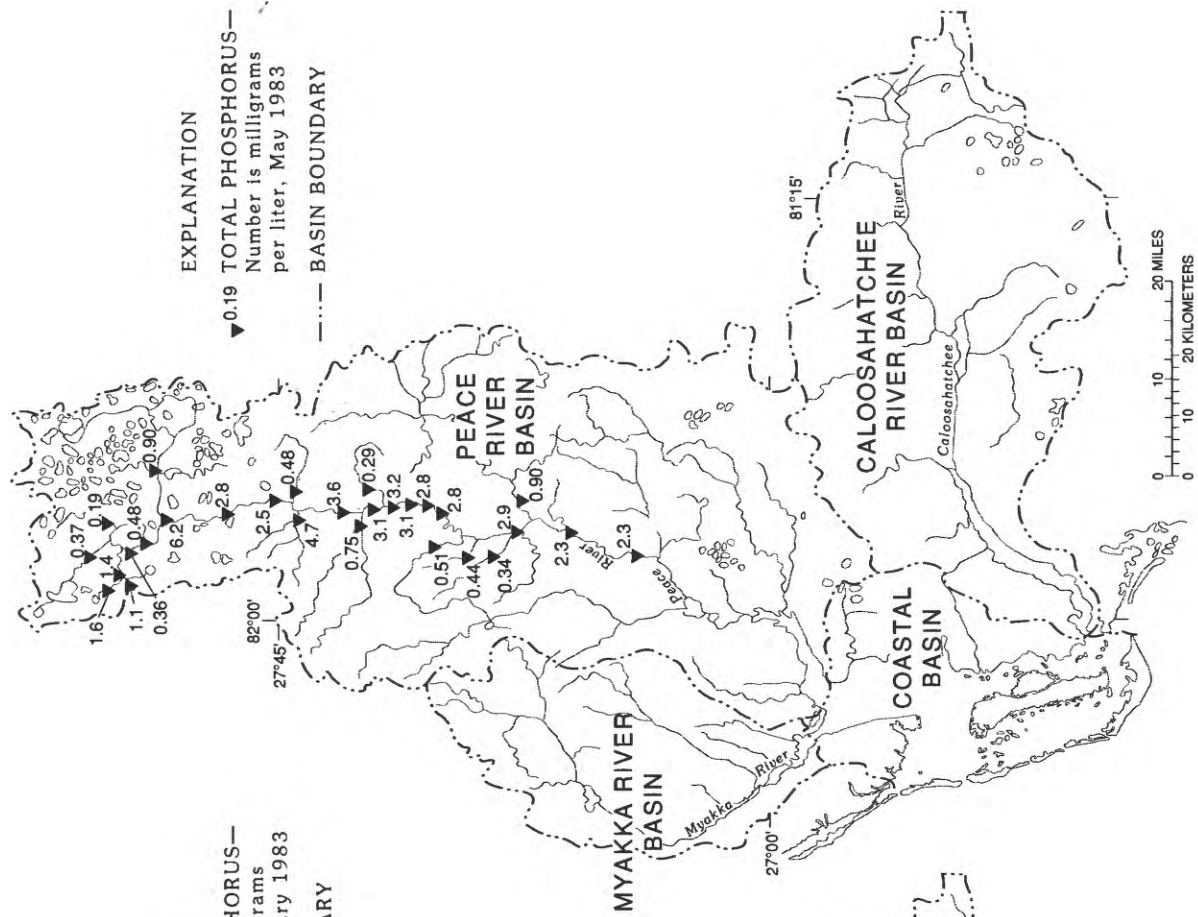 EXPLANATION
0.19 TOTAL PHOSPHORUS—
Number is milligrams
per liter, May 1983
BASIN BOUNDARY
HORUS—
rams
ry 1983
ARY
0.37
0.19
1.6
1.4
1.1
0.48
0.36
0.90
6.2
2.8
82°00'
27°45'
2.5
0.48
4.7
3.6
0.29
0.75
3.1
3.2
3.1
2.8
2.8
PEACE
RIVER
BASIN
0.51
0.44
0.34
2.9
0.90
2.3
2.3
Peace River
MYAKKA RIVER
BASIN
Myakka River
27°00'
COASTAL
BASIN
CALOOSAHATCHEE
RIVER BASIN
Caloosahatchee River
81°15'
0 10 20 MILES
0 10 20 KILOMETERS